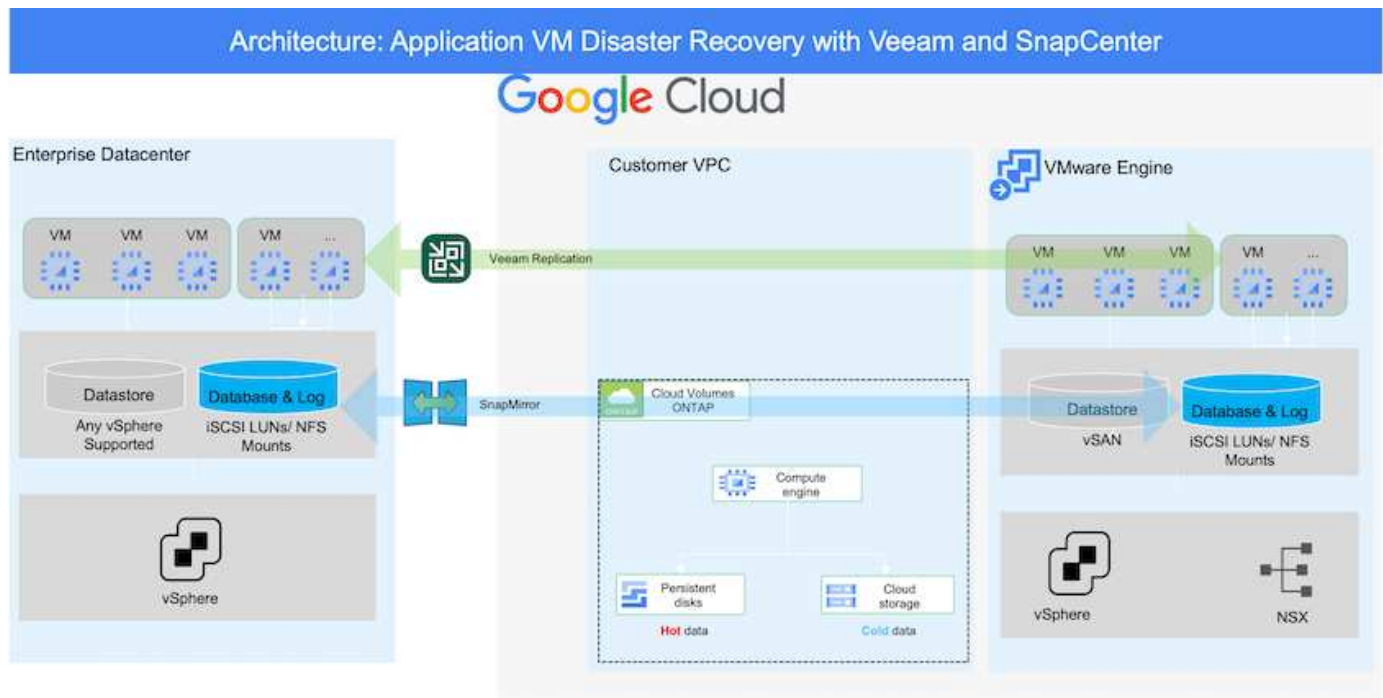 Architecture: Application VM Disaster Recovery with Veeam and SnapCenter
Google Cloud
Enterprise Datacenter
VM
VM
VM
VM
...
Datastore
Any vSphere
Supported
Database & Log
iSCSI LUNs/ NFS
Mounts
vSphere
Veeam Replication
SnapMirror
Customer VPC
ONTAP
Cloud Volumes
ONTAP
Compute
engine
Persistent
disks
Hot data
Cloud
storage
Cold data
VMware Engine
VM
VM
VM
VM
...
Datastore
vSAN
Database & Log
iSCSI LUNs/ NFS
Mounts
vSphere
NSX